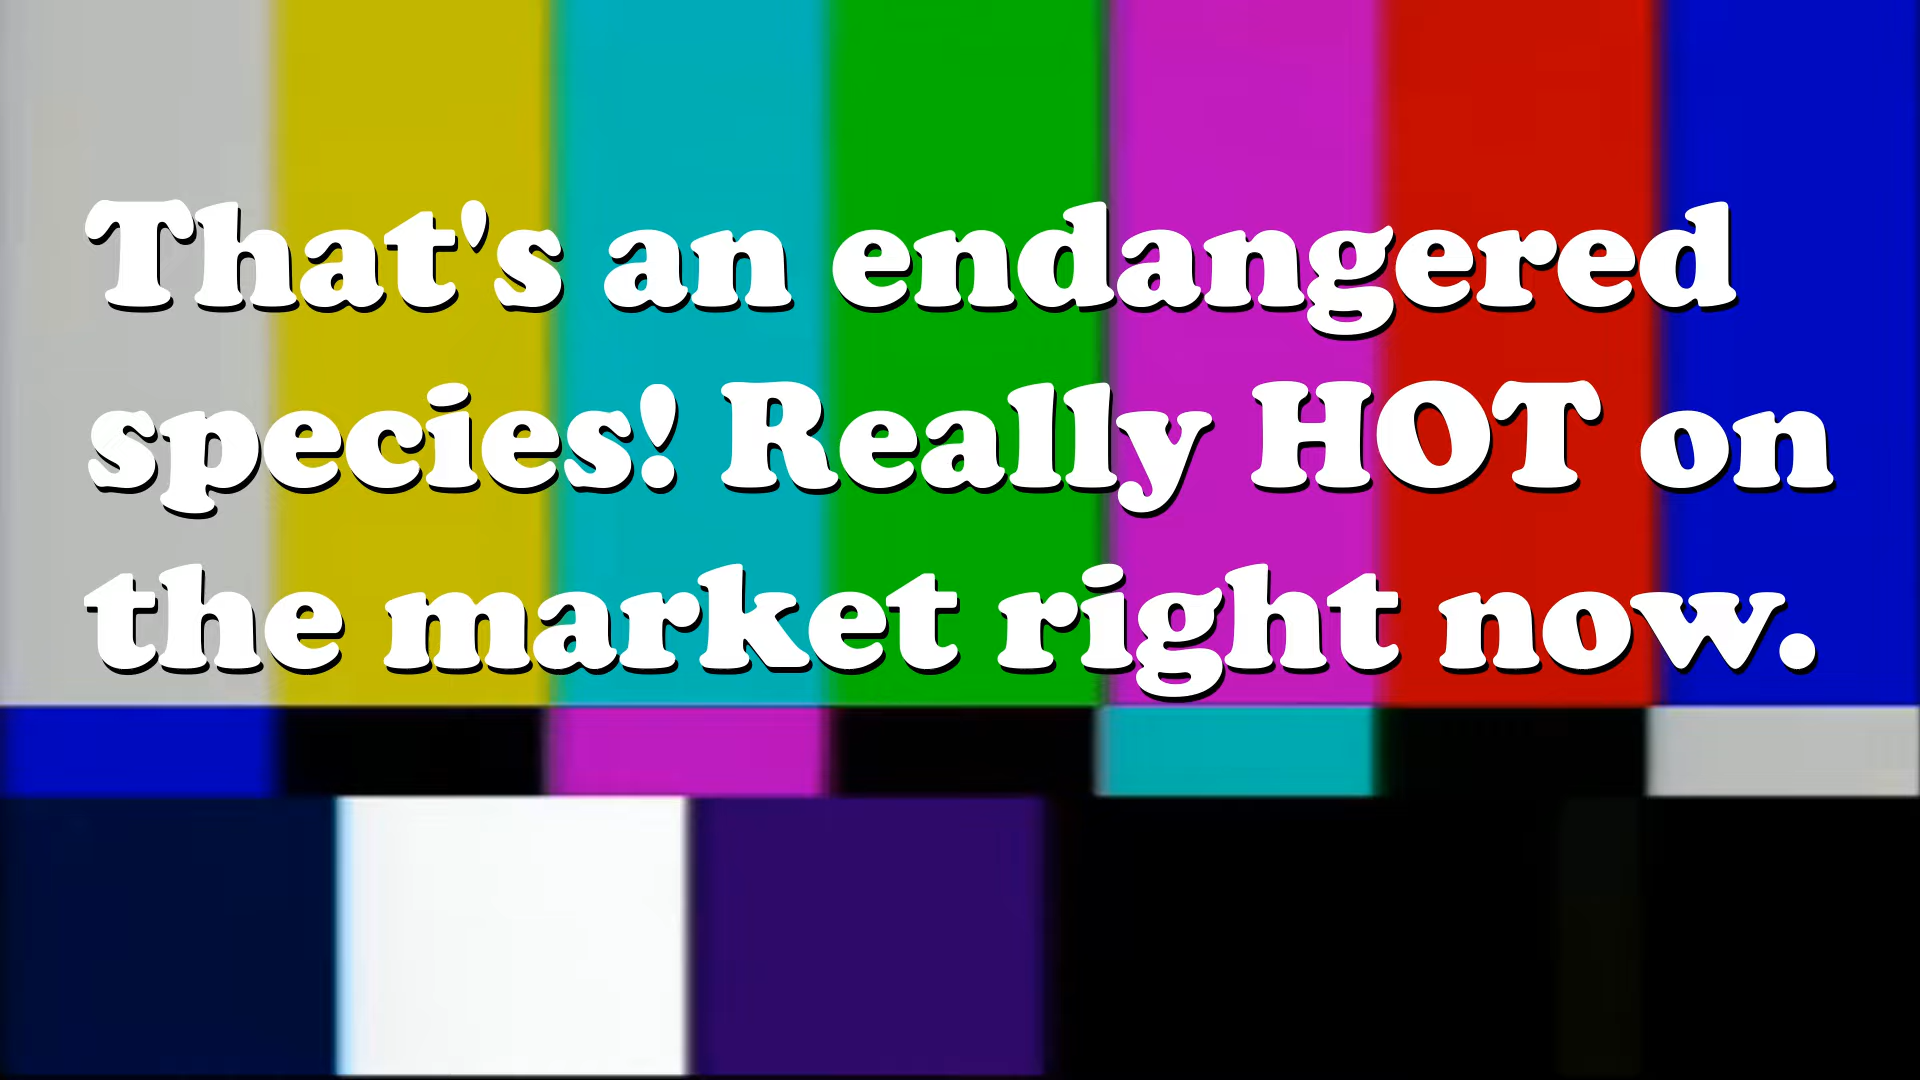 That's an endangered
species! Really HOT on
the market right now.